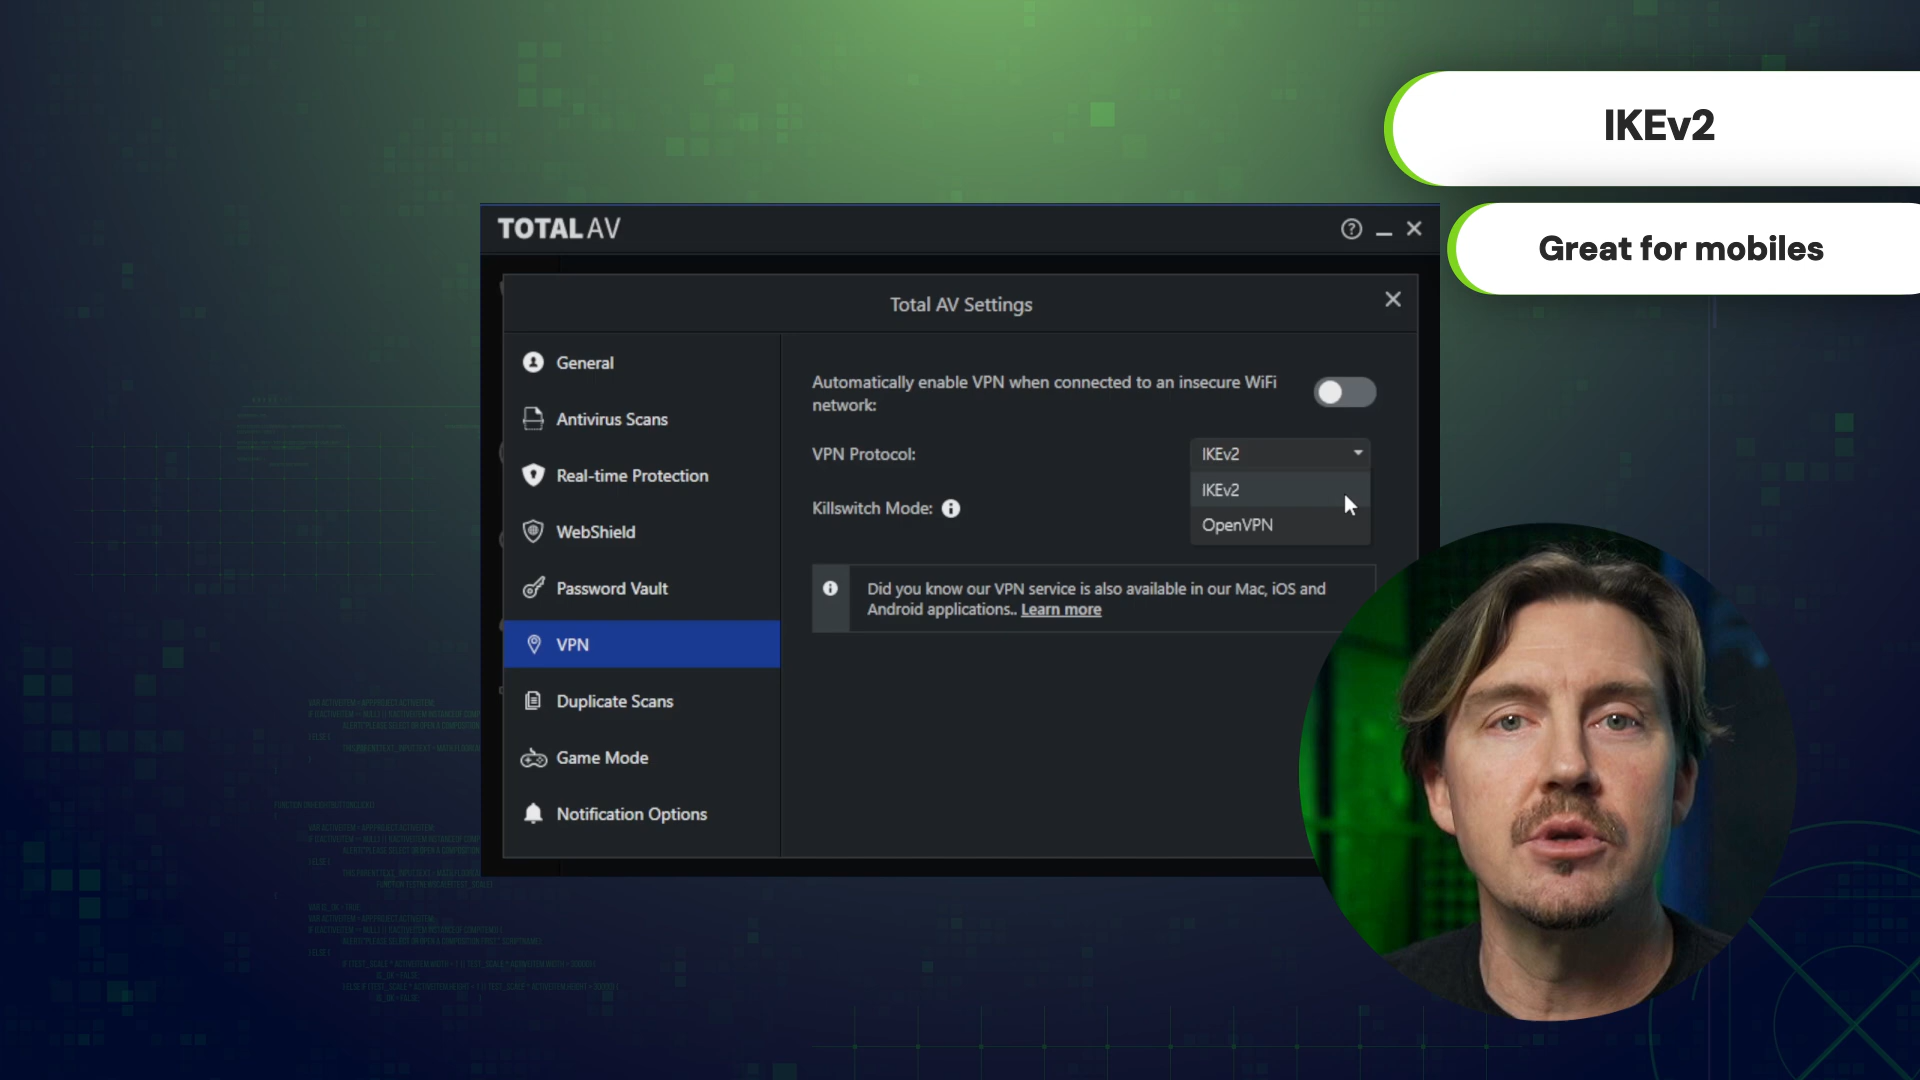 IKEv2
Great for mobiles
TOTALAV
Total AV Settings
General
Antivirus Scans
Real-time Protection
WebShield
Password Vault
VPN
Duplicate Scans
Game Mode
Notification Options
Automatically enable VPN when connected to an insecure WiFi
network:
VPN Protocol:
IKEv2
IKEv2
OpenVPN
Killswitch Mode:
Did you know our VPN service is also available in our Mac, iOS and
Android applications.. Learn more